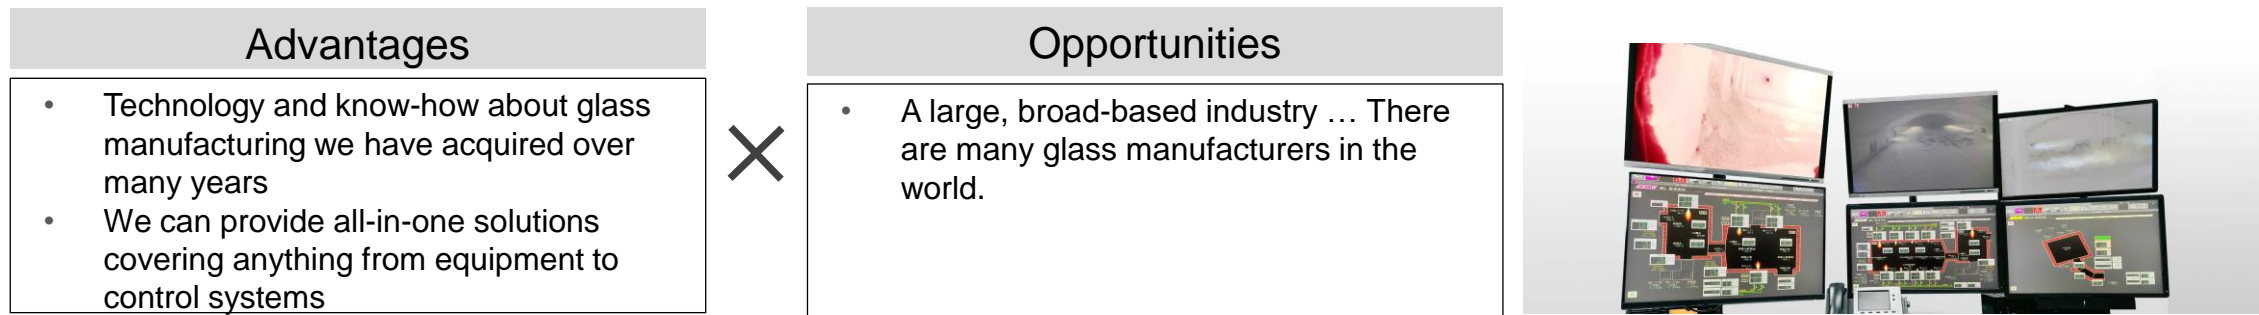 Advantages
• Technology and know-how about glass
manufacturing we have acquired over
many years
• We can provide all-in-one solutions
covering anything from equipment to
control systems
×
Opportunities
• A large, broad-based industry … There
are many glass manufacturers in the
world.